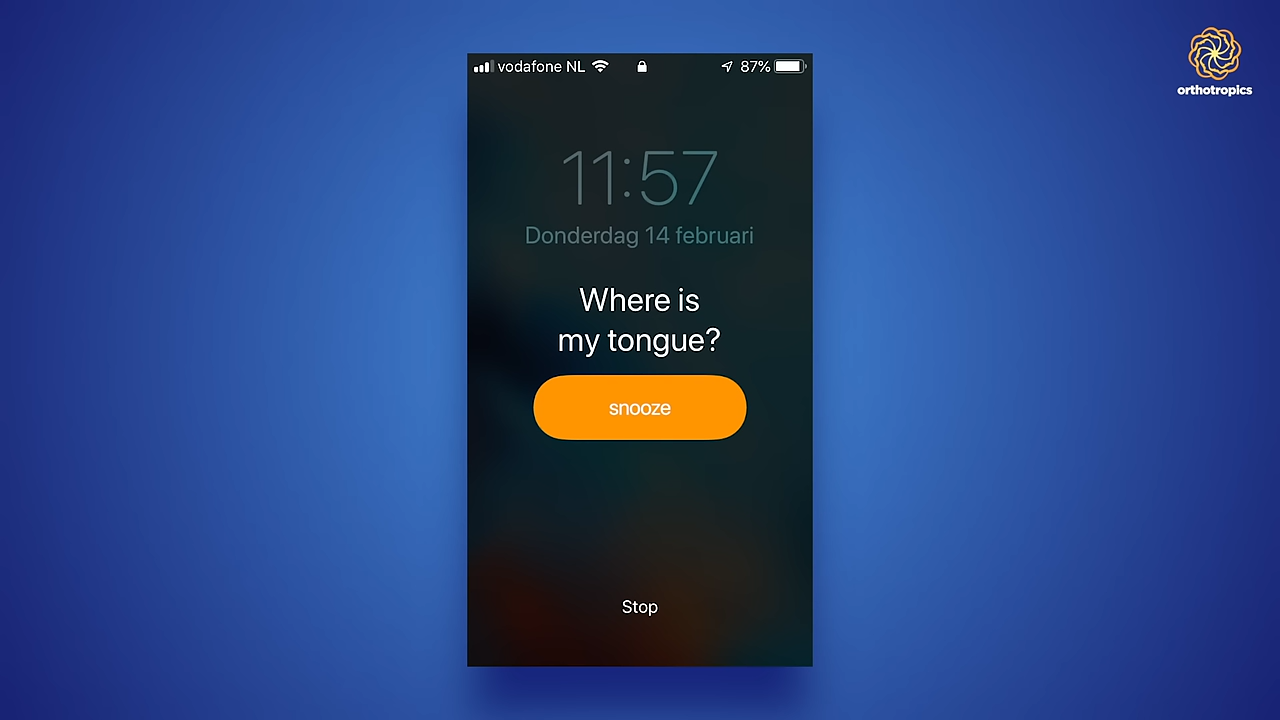 vodafone NL
87%
orthotropics
11:57
Donderdag 14 februari
Where is
my tongue?
snooze
Stop